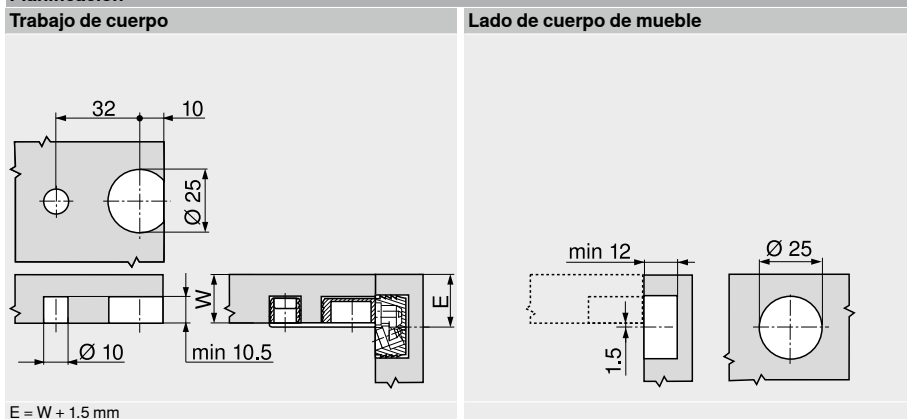 Planificación
Trabajo de cuerpo
Lado de cuerpo de mueble
32
10
Ø 25
W
E
Ø 10
min 10.5
min 12
Ø 25
1.5
E = W + 1.5 mm